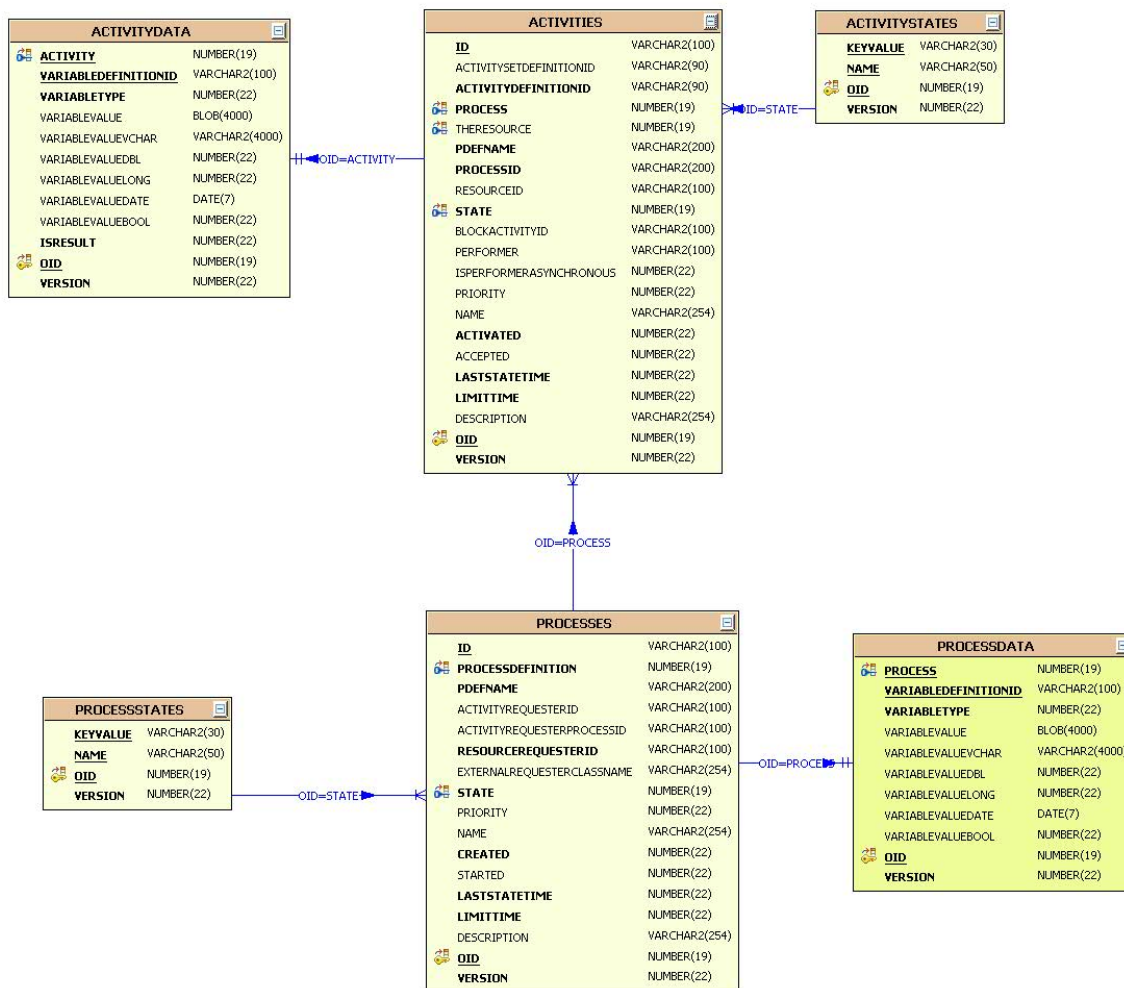 ACTIVITYDATA
ACTIVITY NUMBER(19)
VARIABLEDEFINITIONID VARCHAR2(100)
VARIABLETYPE NUMBER(22)
VARIABLEVALUE BLOB(4000)
VARIABLEVALUEVCHAR VARCHAR2(4000)
VARIABLEVALUEDBL NUMBER(22)
VARIABLEVALUELONG NUMBER(22)
VARIABLEVALUEDATE DATE(7)
VARIABLEVALUEBOOL NUMBER(22)
ISRESULT NUMBER(22)
OID NUMBER(19)
VERSION NUMBER(22)
OID=ACTIVITY
ACTIVITIES
ID VARCHAR2(100)
ACTIVITYSETDEFINITIONID VARCHAR2(90)
ACTIVITYDEFINITIONID VARCHAR2(90)
PROCESS NUMBER(19)
THERESOURCE NUMBER(19)
PDEFNAME VARCHAR2(200)
PROCESSID VARCHAR2(200)
RESOURCEID VARCHAR2(100)
STATE NUMBER(19)
BLOCKACTIVITYID VARCHAR2(100)
PERFORMER VARCHAR2(100)
ISPERFORMERASYNCHRONOUS NUMBER(22)
PRIORITY NUMBER(22)
NAME VARCHAR2(254)
ACTIVATED NUMBER(22)
ACCEPTED NUMBER(22)
LASTSTATETIME NUMBER(22)
LIMITTIME NUMBER(22)
DESCRIPTION VARCHAR2(254)
OID NUMBER(19)
VERSION NUMBER(22)
OID=STATE
ACTIVITYSTATES
KEYVALUE VARCHAR2(30)
NAME VARCHAR2(50)
OID NUMBER(19)
VERSION NUMBER(22)
OID=PROCESS
PROCESSSTATES
KEYVALUE VARCHAR2(30)
NAME VARCHAR2(50)
OID NUMBER(19)
VERSION NUMBER(22)
OID=STATE
PROCESSES
ID VARCHAR2(100)
PROCESSDEFINITION NUMBER(19)
PDEFNAME VARCHAR2(200)
ACTIVITYREQUESTERID VARCHAR2(100)
ACTIVITYREQUESTERPROCESSID VARCHAR2(100)
RESOURCEREQUESTERID VARCHAR2(100)
EXTERNALREQUESTERCLASSNAME VARCHAR2(254)
STATE NUMBER(19)
PRIORITY NUMBER(22)
NAME VARCHAR2(254)
CREATED NUMBER(22)
STARTED NUMBER(22)
LASTSTATETIME NUMBER(22)
LIMITTIME NUMBER(22)
DESCRIPTION VARCHAR2(254)
OID NUMBER(19)
VERSION NUMBER(22)
OID=PROCESS
PROCESSDATA
PROCESS NUMBER(19)
VARIABLEDEFINITIONID VARCHAR2(100)
VARIABLETYPE NUMBER(22)
VARIABLEVALUE BLOB(4000)
VARIABLEVALUEVCHAR VARCHAR2(4000)
VARIABLEVALUEDBL NUMBER(22)
VARIABLEVALUELONG NUMBER(22)
VARIABLEVALUEDATE DATE(7)
VARIABLEVALUEBOOL NUMBER(22)
OID NUMBER(19)
VERSION NUMBER(22)